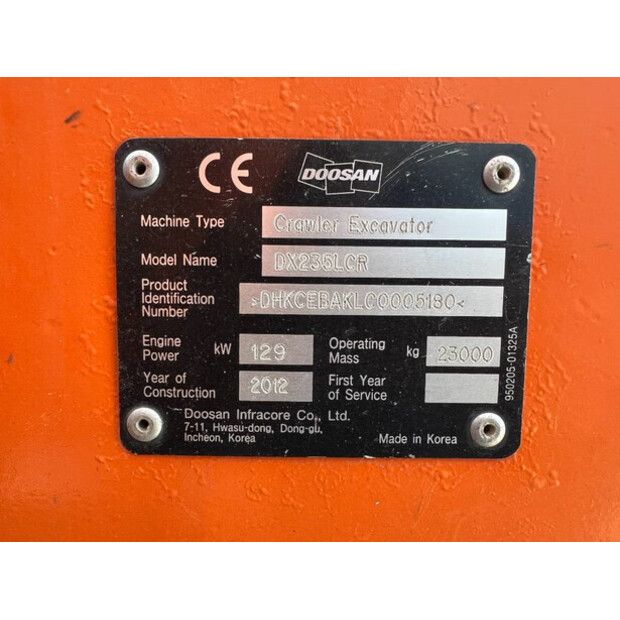 CE DOOSAN
Machine Type Crawler Excavator
Model Name DX235LCR
Product
Identification
Number >DHKCEBAKLC0005180<
Engine
Power kW 129 Operating
Mass kg 23000
Year of
Construction 2012 First Year
of Service
Doosan Infracore Co., Ltd.
7-11, Hwasu-dong, Dong-gu,
Incheon, Korea Made in Korea
950205-01325A